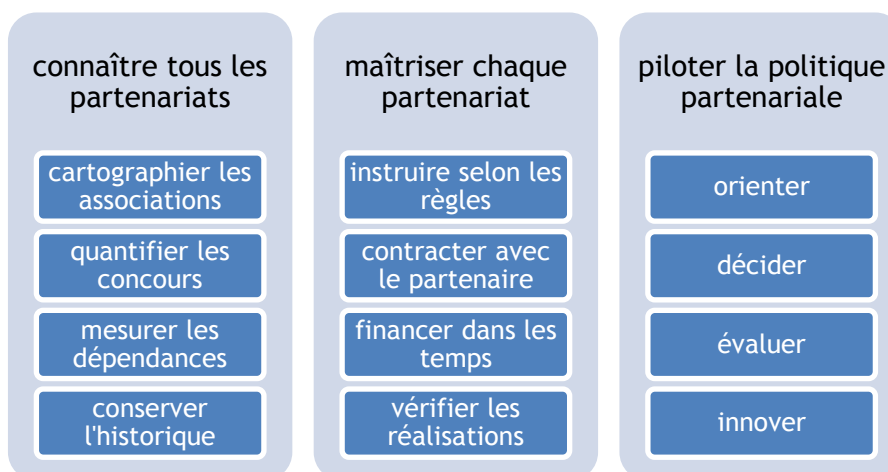 connaître tous les
partenariats
cartographier les
associations
quantifier les
concours
mesurer les
dépendances
conserver
l'historique
maîtriser chaque
partenariat
instruire selon les
règles
contracter avec
le partenaire
financer dans les
temps
vérifier les
réalisations
piloter la politique
partenariale
orienter
décider
évaluer
innover